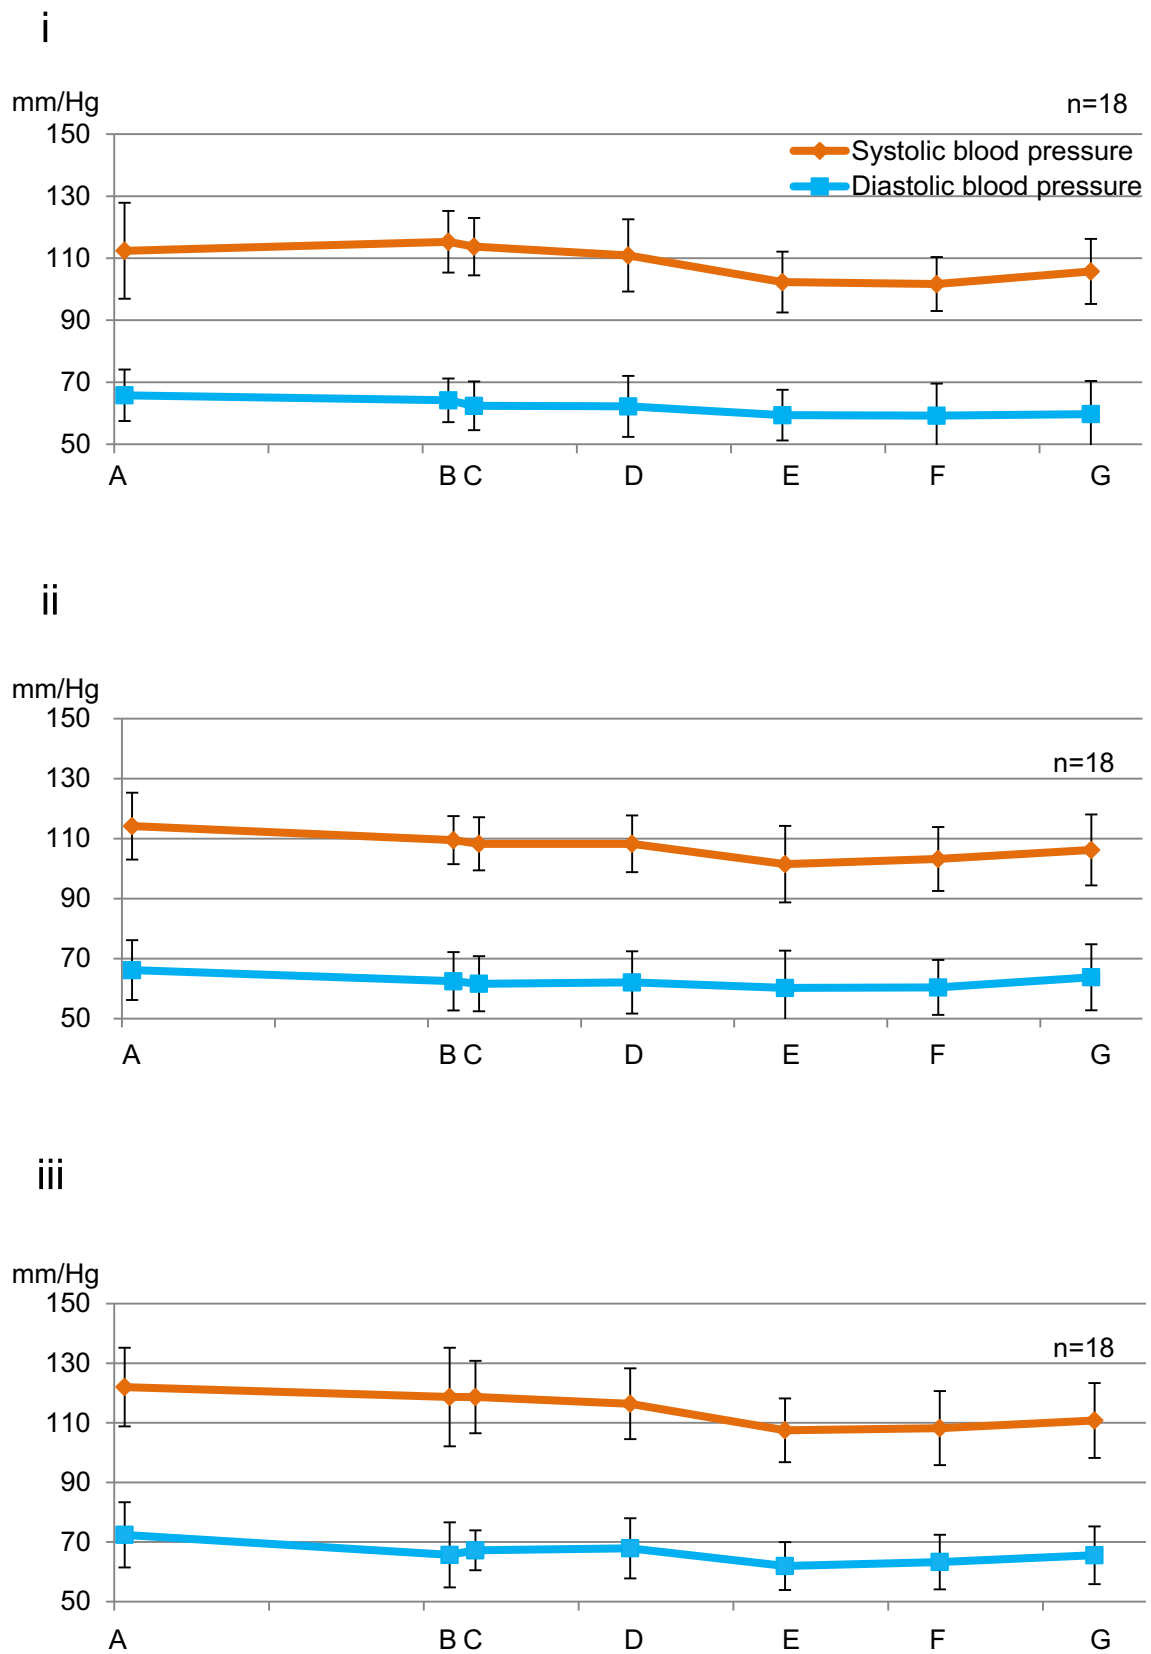 i
mm/Hg
n=18
150
Systolic blood pressure
Diastolic blood pressure
130
110
90
70
50
A B C D E F G
ii
mm/Hg
150
n=18
130
110
90
70
50
A B C D E F G
iii
mm/Hg
150
n=18
130
110
90
70
50
A B C D E F G